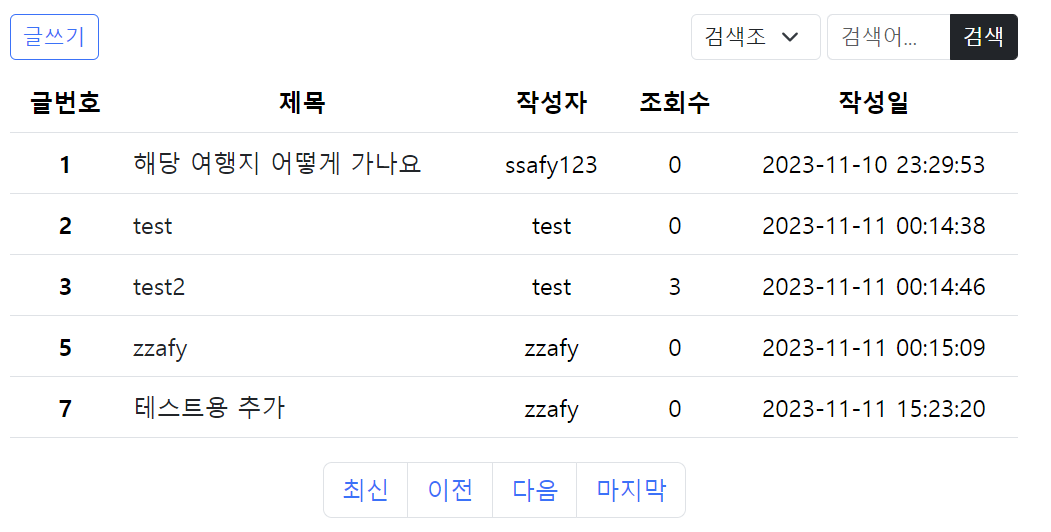 글쓰기 검색조 검색어... 검색
글번호 제목 작성자 조회수 작성일
1 해당 여행지 어떻게 가나요 ssafy123 0 2023-11-10 23:29:53
2 test test 0 2023-11-11 00:14:38
3 test2 test 3 2023-11-11 00:14:46
5 zzafy zzafy 0 2023-11-11 00:15:09
7 테스트용 추가 zzafy 0 2023-11-11 15:23:20
최신 이전 다음 마지막